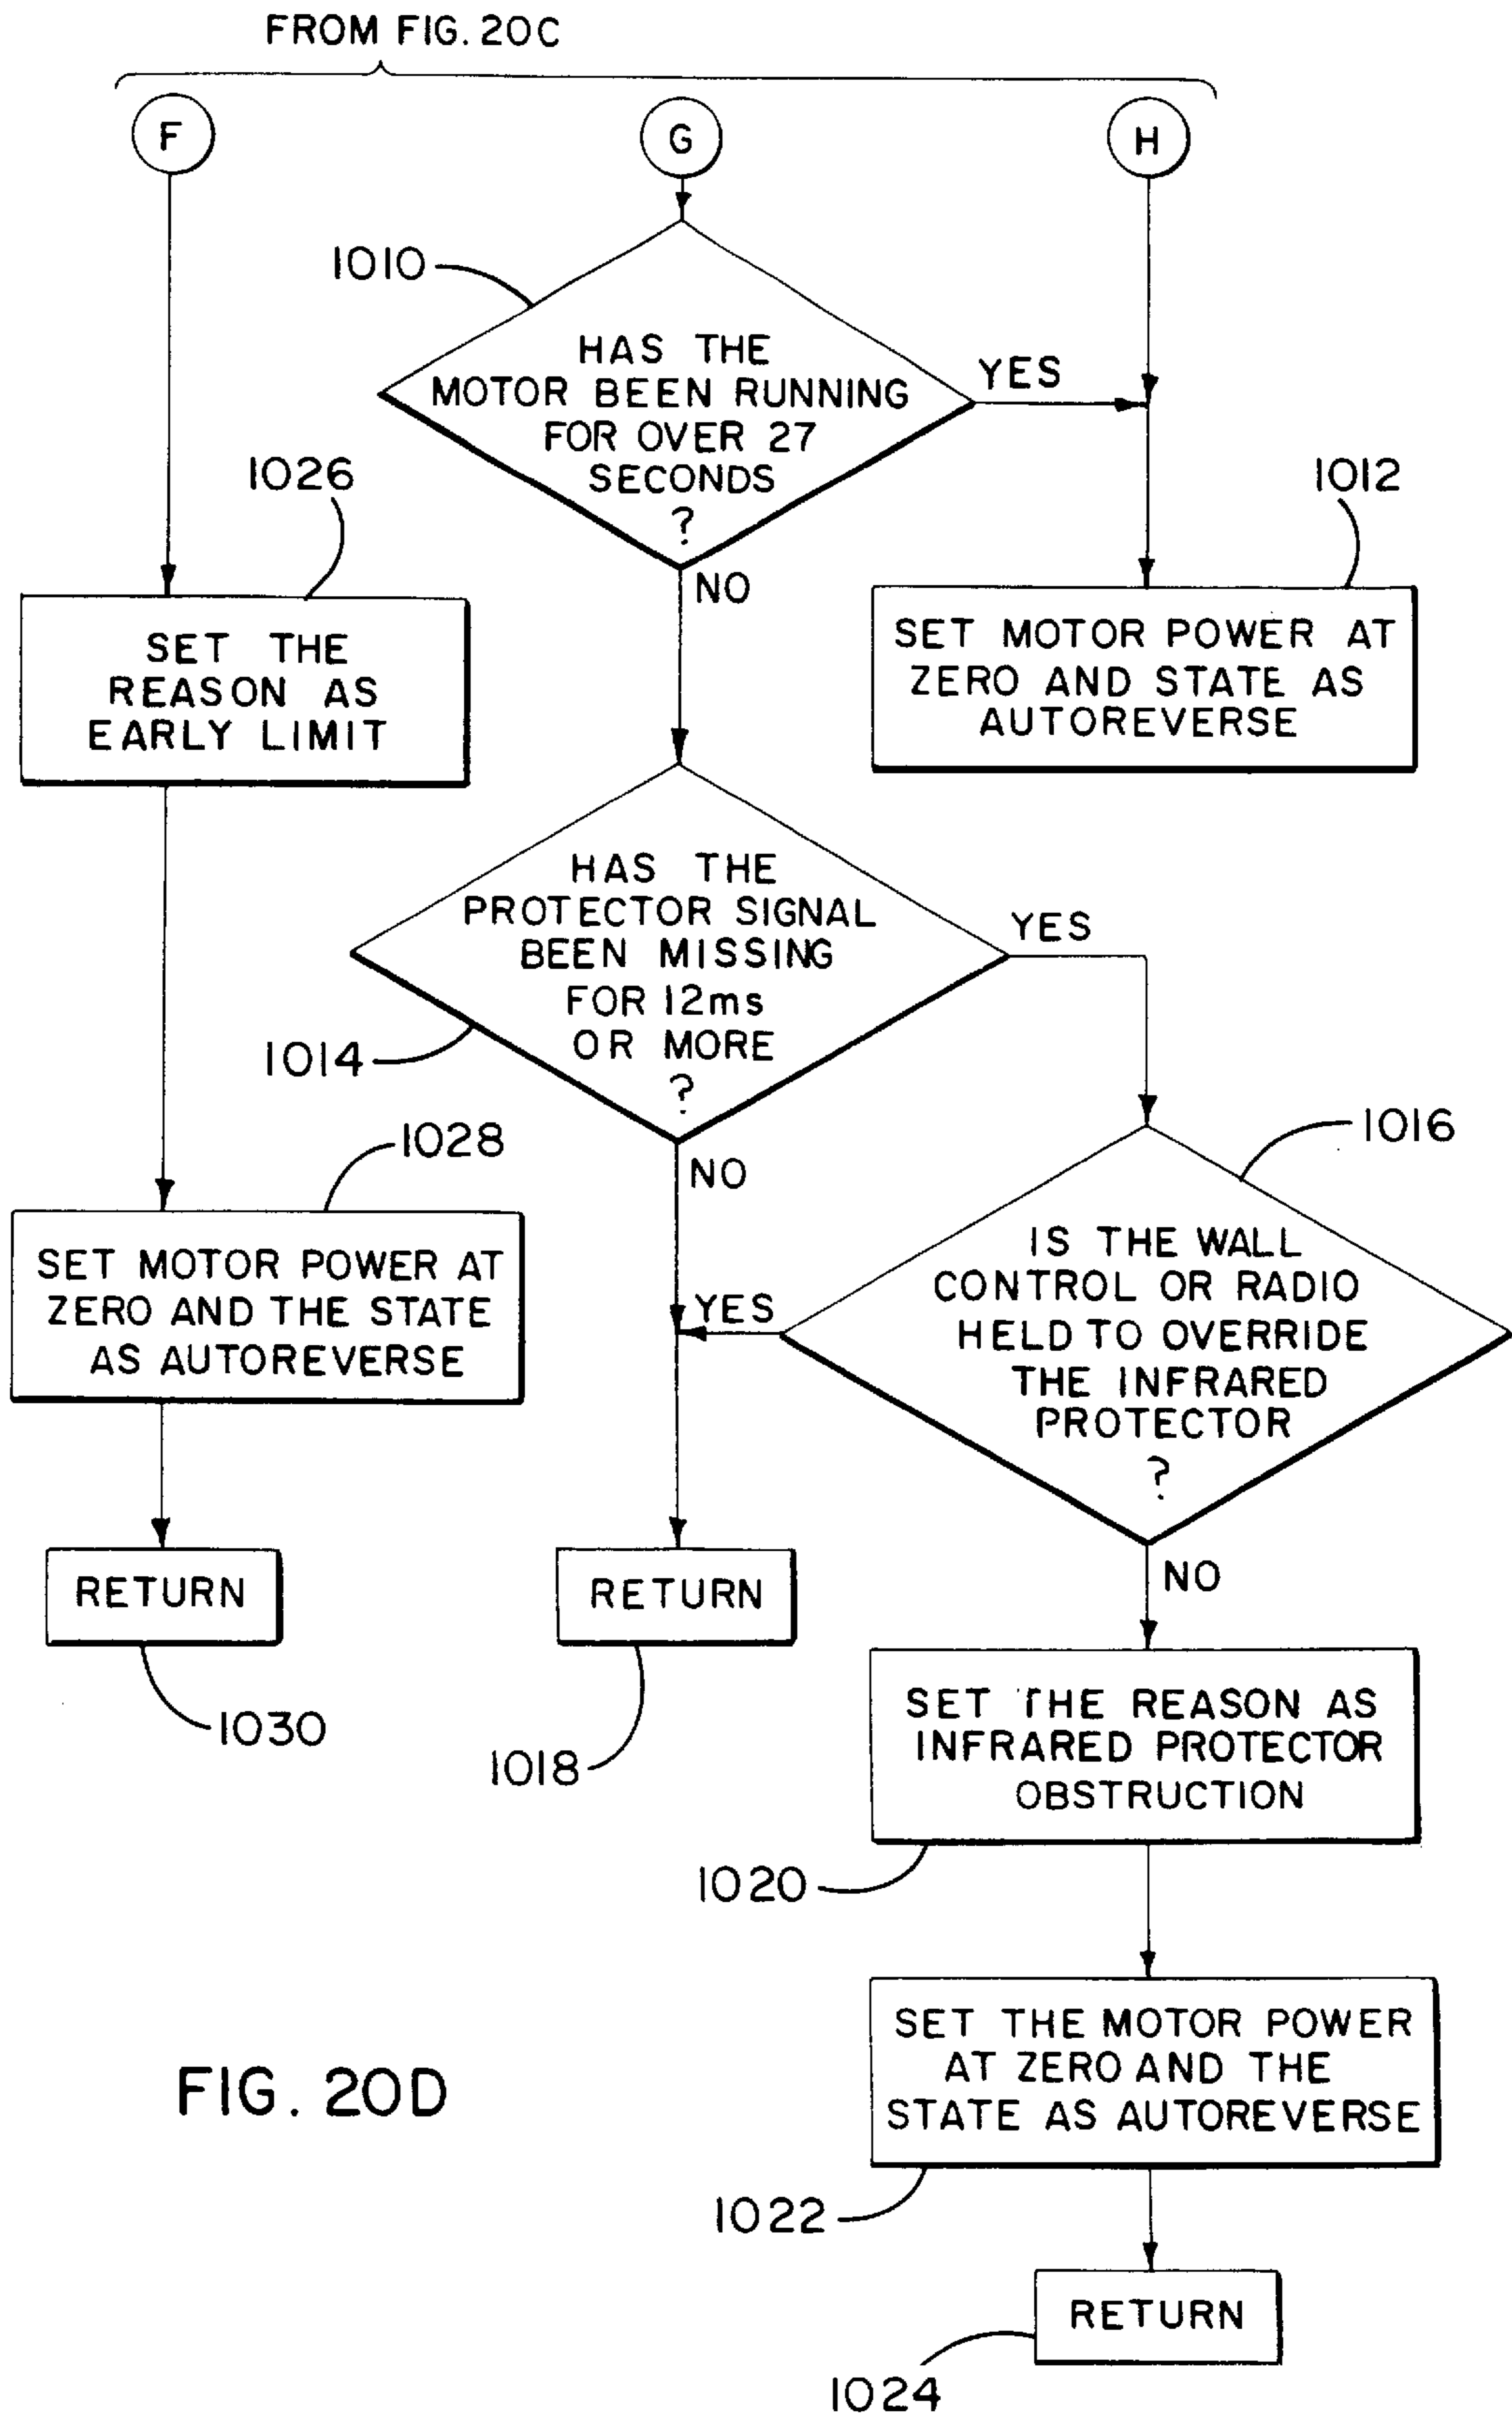 FROM FIG. 20C
F
G
H
1010
HAS THE
MOTOR BEEN RUNNING
FOR OVER 27
SECONDS
?
YES
NO
1026
SET THE
REASON AS
EARLY LIMIT
1012
SET MOTOR POWER AT
ZERO AND STATE AS
AUTOREVERSE
HAS THE
PROTECTOR SIGNAL
BEEN MISSING
FOR 12ms
OR MORE
?
YES
1014
NO
1028
SET MOTOR POWER AT
ZERO AND THE STATE
AS AUTOREVERSE
1016
IS THE WALL
CONTROL OR RADIO
HELD TO OVERRIDE
THE INFRARED
PROTECTOR
?
YES
NO
RETURN
1030
RETURN
1018
SET THE REASON AS
INFRARED PROTECTOR
OBSTRUCTION
1020
SET THE MOTOR POWER
AT ZERO AND THE
STATE AS AUTOREVERSE
1022
RETURN
1024
FIG. 20D